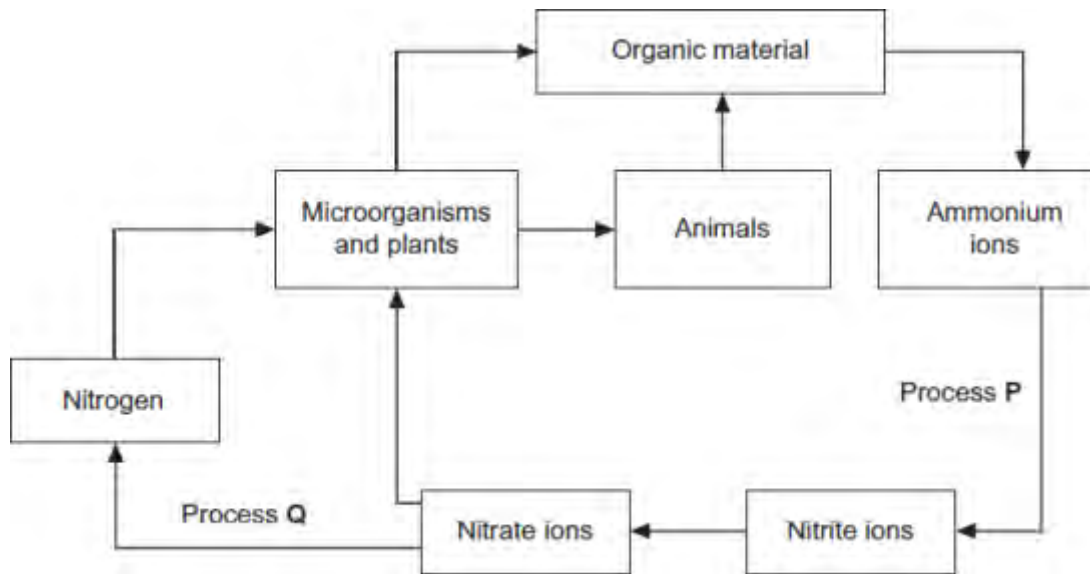 Organic material
Microorganisms
and plants
Animals
Ammonium
ions
Nitrogen
Process P
Process Q
Nitrate ions
Nitrite ions